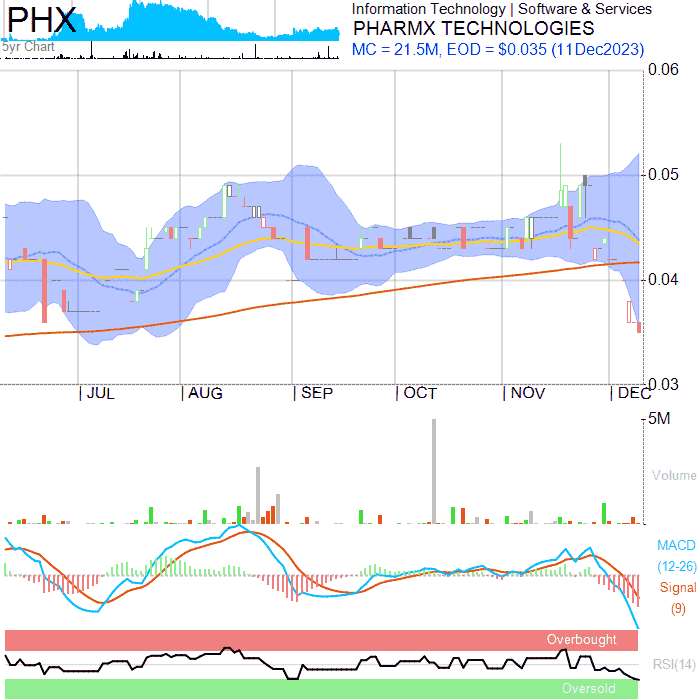 PHX
5yr Chart
Information Technology | Software & Services
PHARMX TECHNOLOGIES
MC = 21.5M, EOD = $0.035 (11Dec2023)
0.06
0.05
0.04
0.03
JUL
AUG
SEP
OCT
NOV
DEC
5M
Volume
MACD
(12-26)
Signal
(9)
Overbought
RSI(14)
Oversold